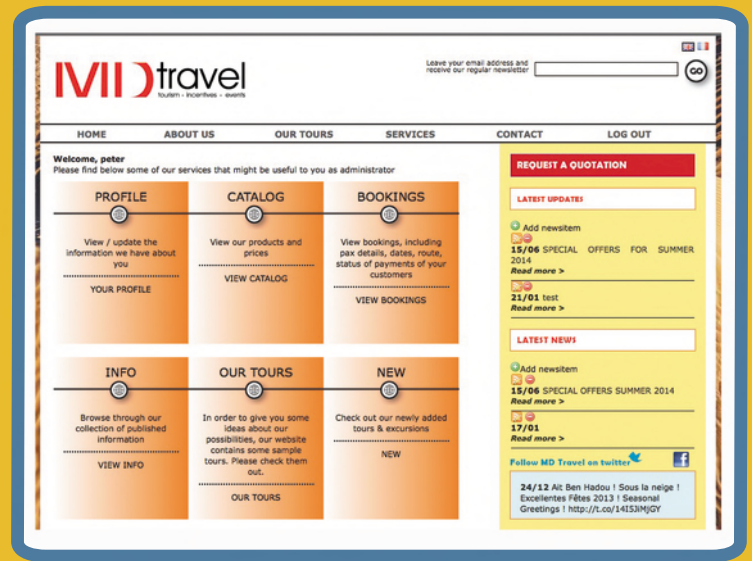 MD travel
tourism - incentives - events
Leave your email address and
receive our regular newsletter
GO
HOME ABOUT US OUR TOURS SERVICES CONTACT LOG OUT
Welcome, peter
Please find below some of our services that might be useful to you as administrator
PROFILE
View / update the
information we have about
you
YOUR PROFILE
CATALOG
View our products and
prices
VIEW CATALOG
BOOKINGS
View bookings, including
pax details, dates, route,
status of payments of your
customers
VIEW BOOKINGS
INFO
Browse through our
collection of published
information
VIEW INFO
OUR TOURS
In order to give you some
ideas about our
possibilities, our website
contains some sample
tours. Please check them
out.
OUR TOURS
NEW
Check out our newly added
tours & excursions
NEW
REQUEST A QUOTATION
LATEST UPDATES
Add newsitem
15/06 SPECIAL OFFERS FOR SUMMER
2014
Read more >
21/01 test
Read more >
LATEST NEWS
Add newsitem
15/06 SPECIAL OFFERS SUMMER 2014
Read more >
17/01
Read more >
Follow MD Travel on twitter
f
24/12 Ait Ben Hadou ! Sous la neige !
Excellentes Fêtes 2013 ! Seasonal
Greetings ! http://t.co/14I5JiMjGY